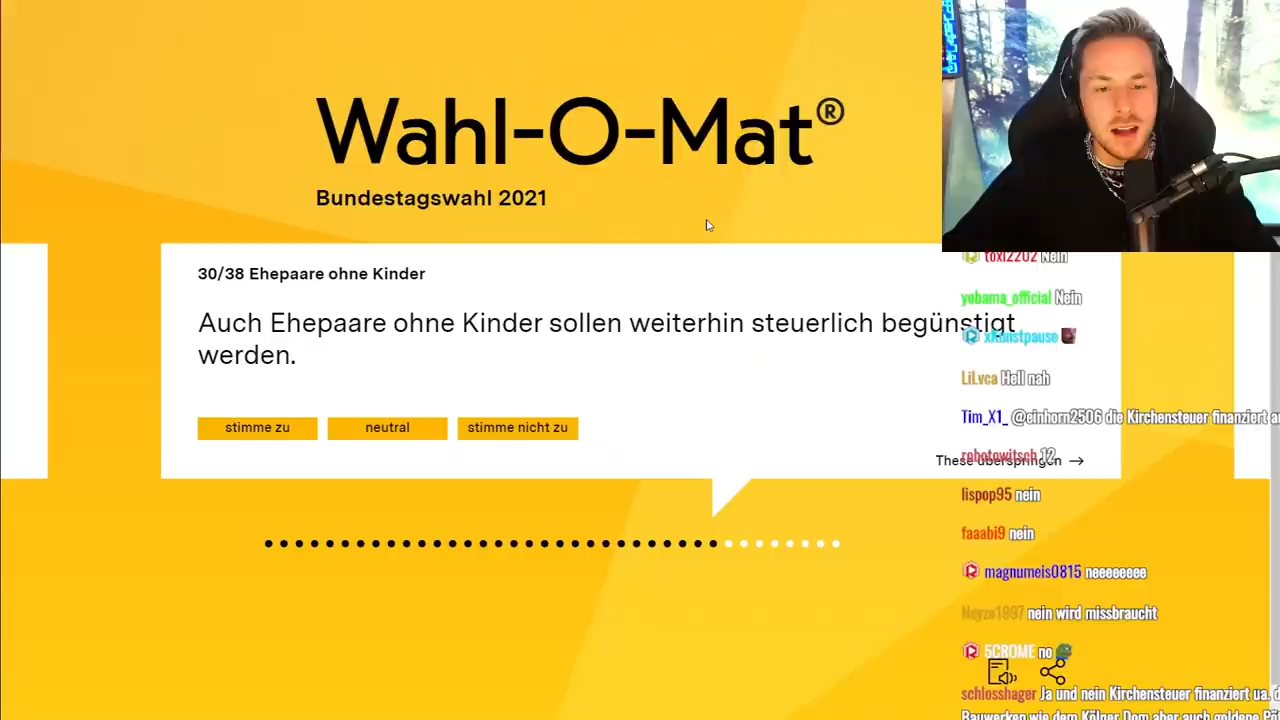 Wahl-O-Mat®
Bundestagswahl 2021
30/38 Ehepaare ohne Kinder
Auch Ehepaare ohne Kinder sollen weiterhin steuerlich begünstigt
werden.
stimme zu
neutral
stimme nicht zu
These überspringen →
toxi2202 Nein
yobama_official Nein
xKunstpause
LiLvca Hell nah
Tim_X1_ @einhorn2506 die Kirchensteuer finanziert
robotowitsch 12
lispop95 nein
faaabi9 nein
magnumeis0815 neeeeeeee
nein wird missbraucht
5CROME no
schlosshager Ja und nein Kirchensteuer finanziert ua.
Bauwerken wie dem Kölner Dom aber auch goldene